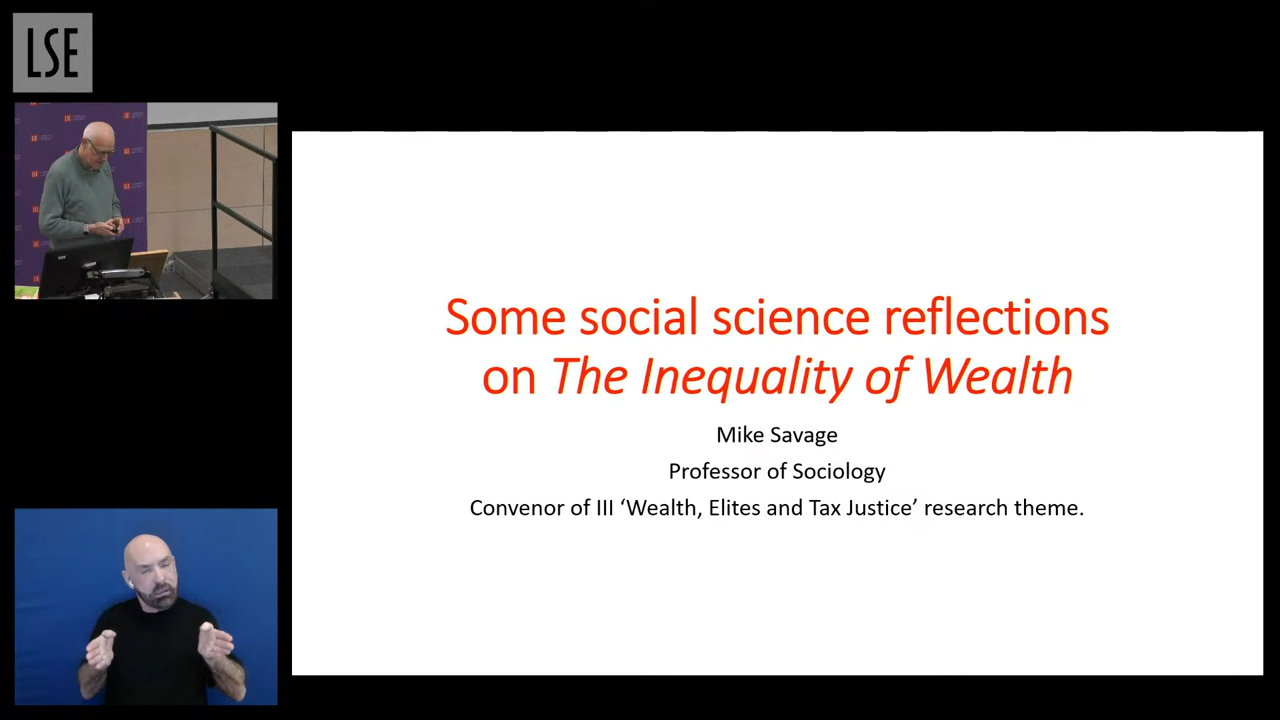 LSE
Some social science reflections
on The Inequality of Wealth
Mike Savage
Professor of Sociology
Convenor of III ‘Wealth, Elites and Tax Justice’ research theme.